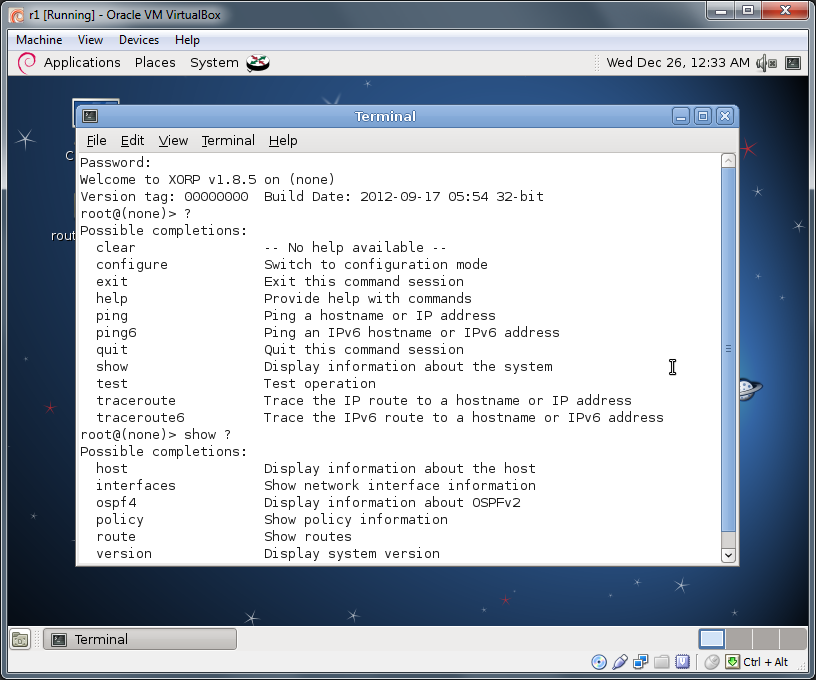 r1 [Running] - Oracle VM VirtualBox
Machine View Devices Help
Applications Places System Wed Dec 26, 12:33 AM
Terminal
File Edit View Terminal Help
Password:
Welcome to XORP v1.8.5 on (none)
Version tag: 00000000  Build Date: 2012-09-17 05:54 32-bit
root@(none)> ?
Possible completions:
  clear                -- No help available --
  configure            Switch to configuration mode
  exit                 Exit this command session
  help                 Provide help with commands
  ping                 Ping a hostname or IP address
  ping6                Ping an IPv6 hostname or IPv6 address
  quit                 Quit this command session
  show                 Display information about the system
  test                 Test operation
  traceroute           Trace the IP route to a hostname or IP address
  traceroute6          Trace the IPv6 route to a hostname or IPv6 address
root@(none)> show ?
Possible completions:
  host                 Display information about the host
  interfaces           Show network interface information
  ospf4                Display information about OSPFv2
  policy               Show policy information
  route                Show routes
  version              Display system version
C
rout
Terminal
Ctrl + Alt